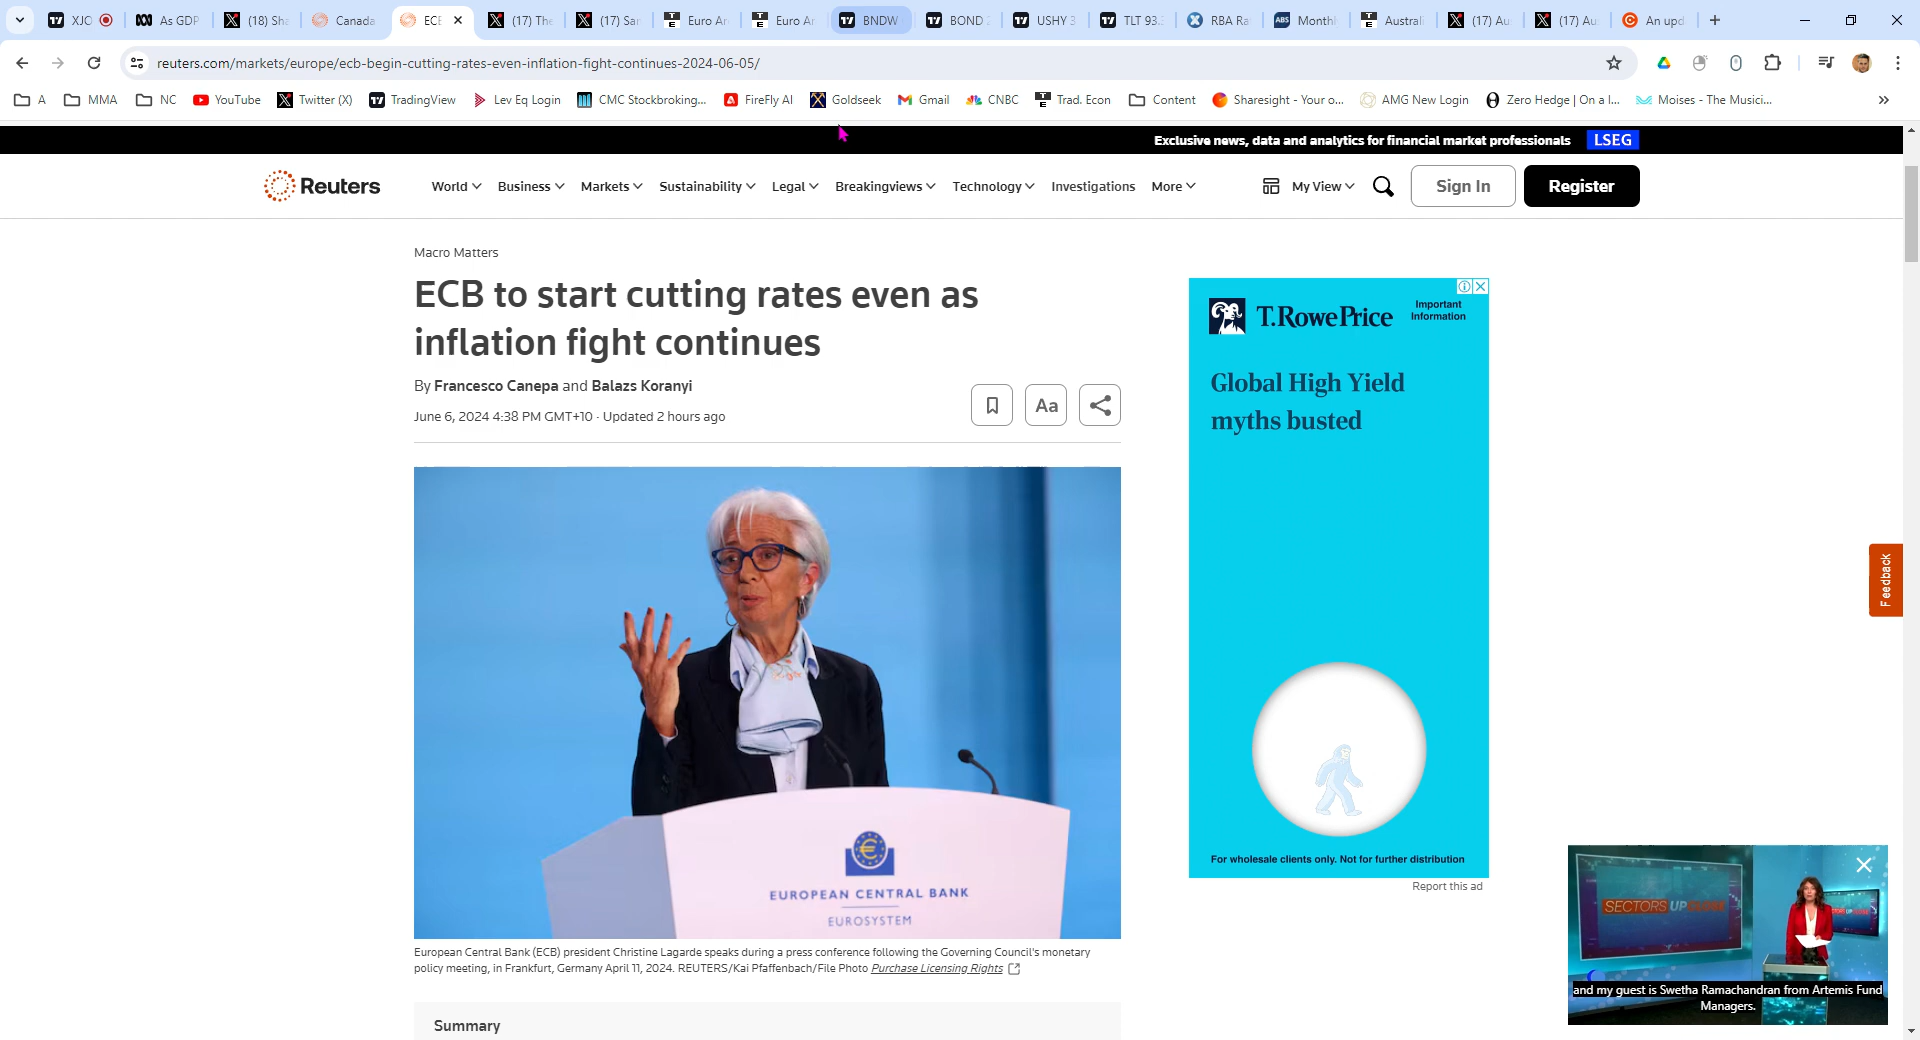 XJO
As GDP
(18) Sha
Canada
ECB
(17) The
(17) San
Euro Ar
Euro Ar
BNDW
BOND 2
USHY 3
TLT 93.
RBA Ra
Monthl
Australi
(17) Au
(17) Au
An upd
reuters.com/markets/europe/ecb-begin-cutting-rates-even-inflation-fight-continues-2024-06-05/
A
MMA
NC
YouTube
Twitter (X)
TradingView
Lev Eq Login
CMC Stockbroking...
FireFly AI
Goldseek
Gmail
CNBC
Trad. Econ
Content
Sharesight - Your o...
AMG New Login
Zero Hedge | On a l...
Moises - The Musici...
Exclusive news, data and analytics for financial market professionals
LSEG
Reuters
World
Business
Markets
Sustainability
Legal
Breakingviews
Technology
Investigations
More
My View
Sign In
Register
Macro Matters
ECB to start cutting rates even as
inflation fight continues
By Francesco Canepa and Balazs Koranyi
June 6, 2024 4:38 PM GMT+10 · Updated 2 hours ago
Aa
EUROPEAN CENTRAL BANK
EUROSYSTEM
European Central Bank (ECB) president Christine Lagarde speaks during a press conference following the Governing Council's monetary
policy meeting, in Frankfurt, Germany April 11, 2024. REUTERS/Kai Pfaffenbach/File Photo Purchase Licensing Rights
Summary
T.RowePrice
Important
Information
Global High Yield
myths busted
For wholesale clients only. Not for further distribution
Report this ad
Feedback
SECTORS UP CLOSE
and my guest is Swetha Ramachandran from Artemis Fund
Managers.